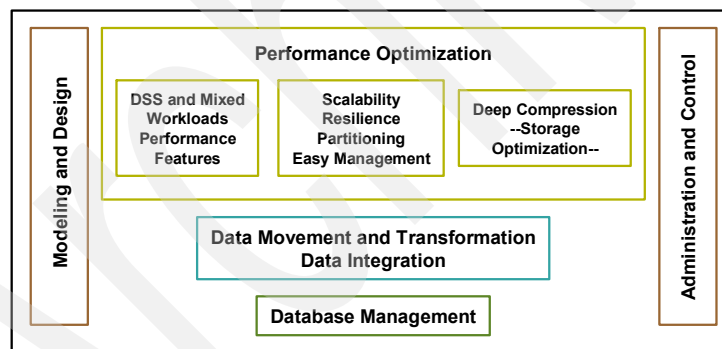 Modeling and Design
Performance Optimization
DSS and Mixed
Workloads
Performance
Features
Scalability
Resilience
Partitioning
Easy Management
Deep Compression
--Storage
Optimization--
Data Movement and Transformation
Data Integration
Database Management
Administration and Control